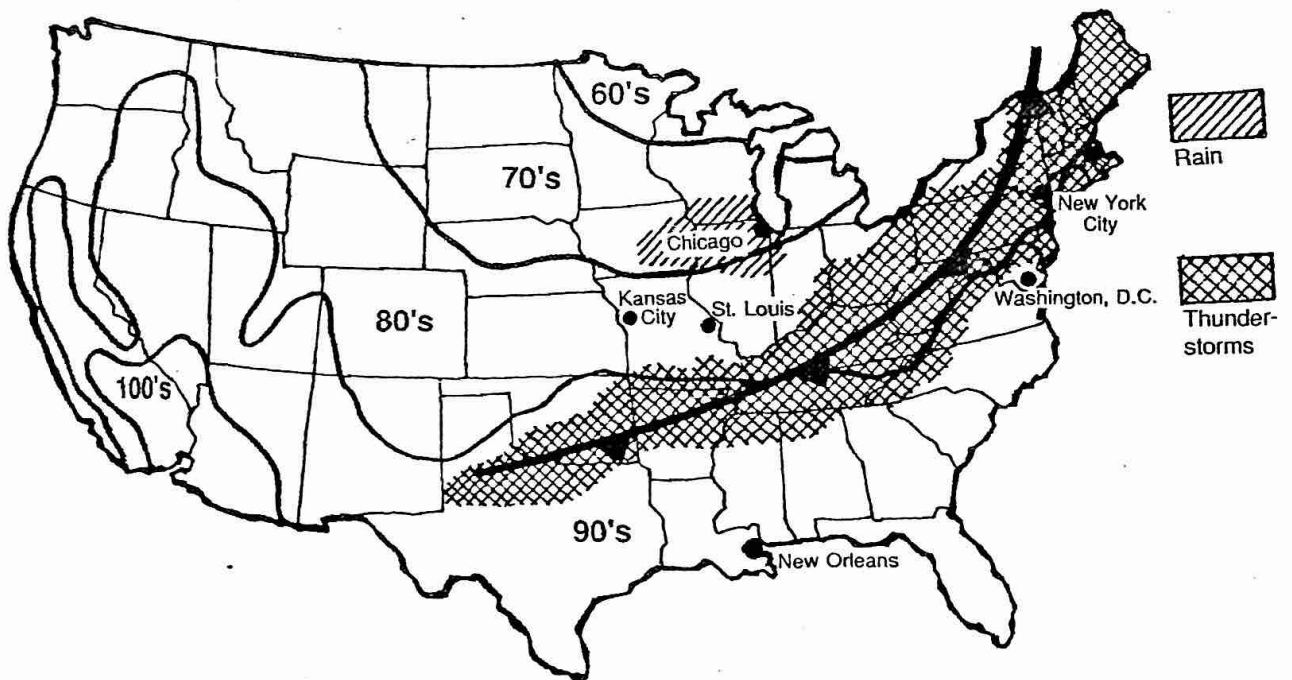 60's
70's
Rain
New York
City
Chicago
Washington, D.C.
Kansas
City
St. Louis
80's
Thunder-
storms
100's
90's
New Orleans